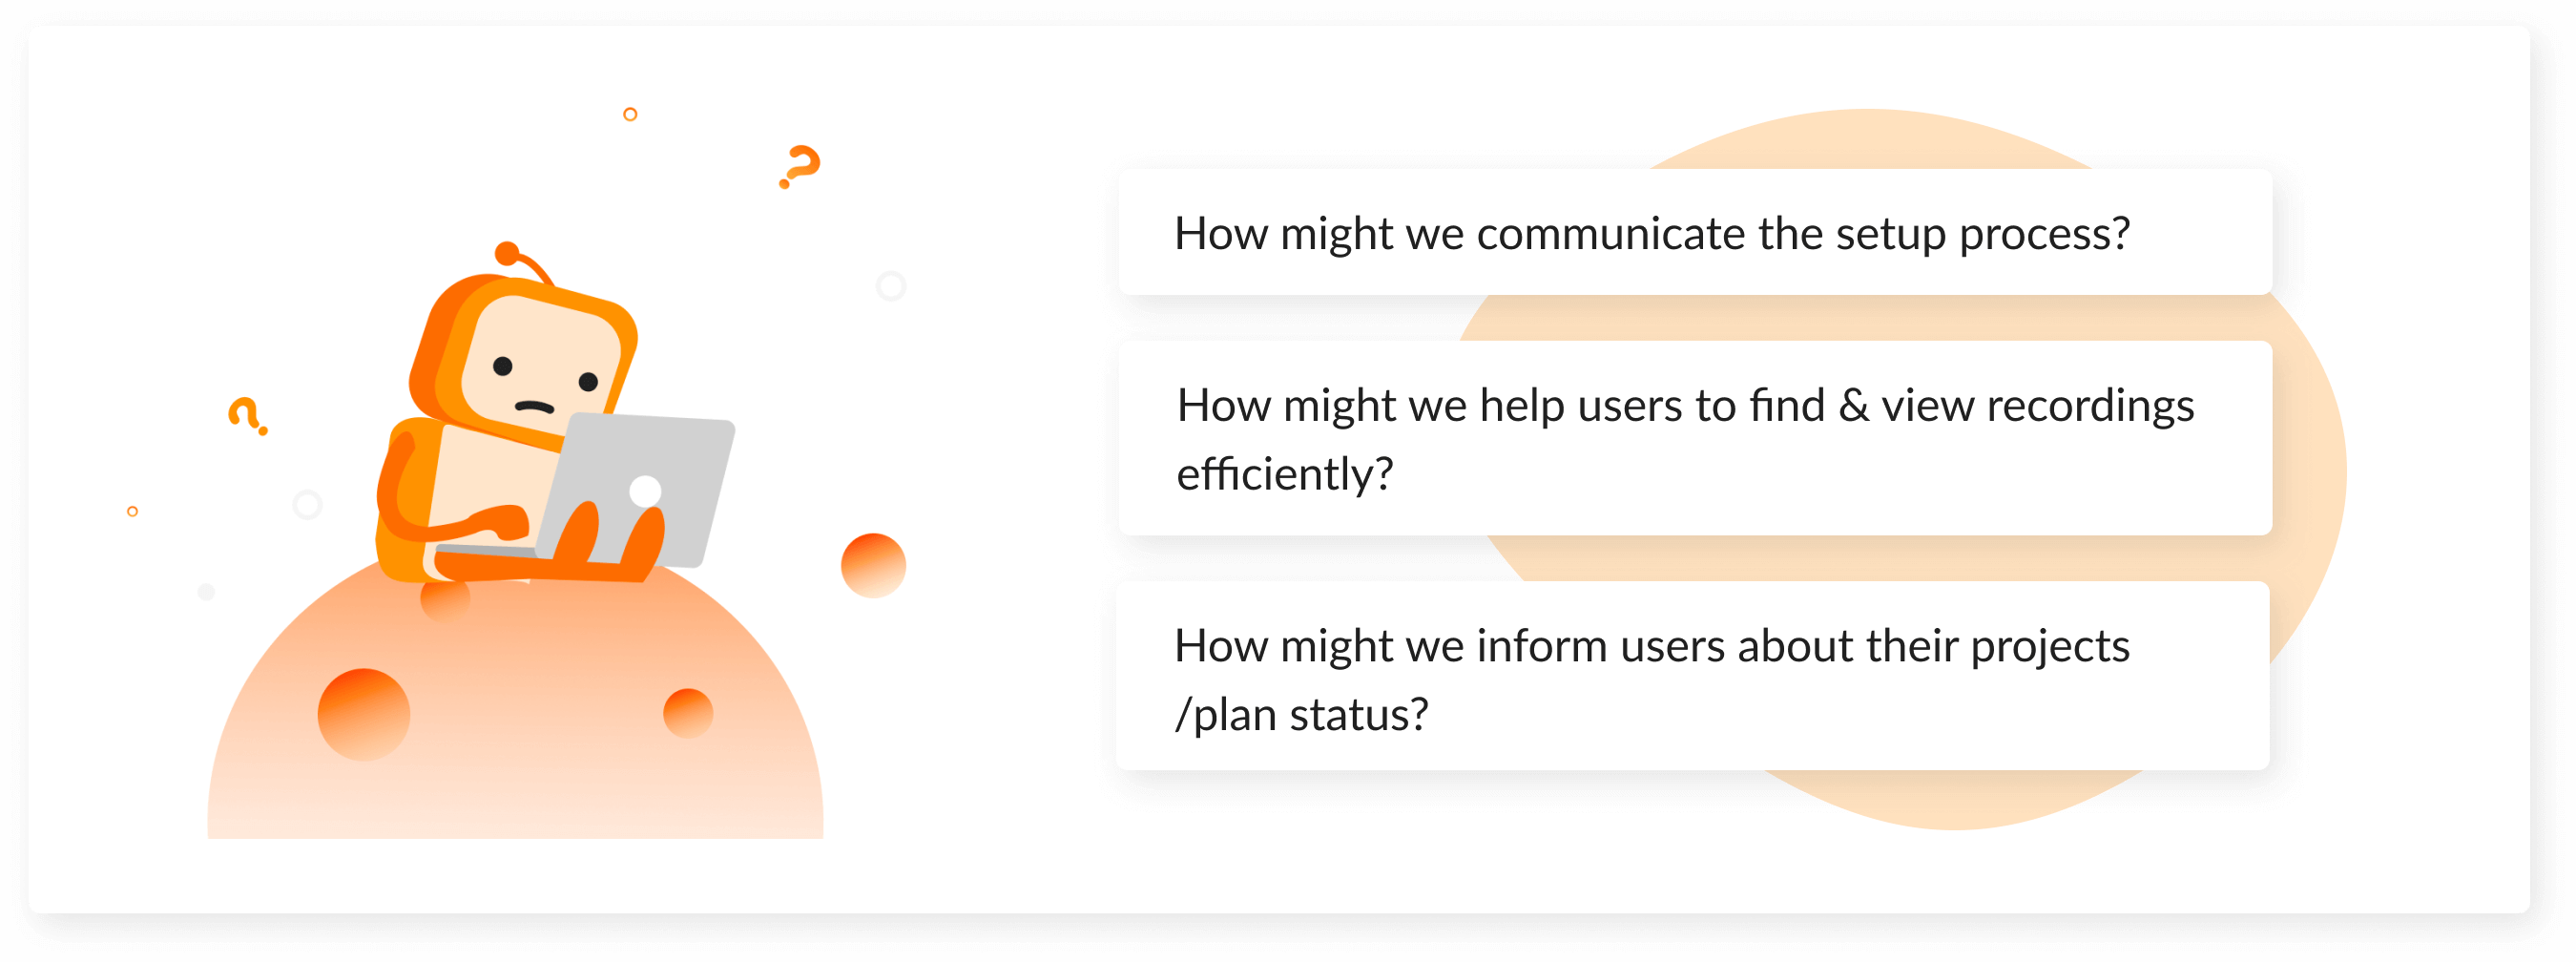 How might we communicate the setup process?
How might we help users to find & view recordings
efficiently?
How might we inform users about their projects
/plan status?